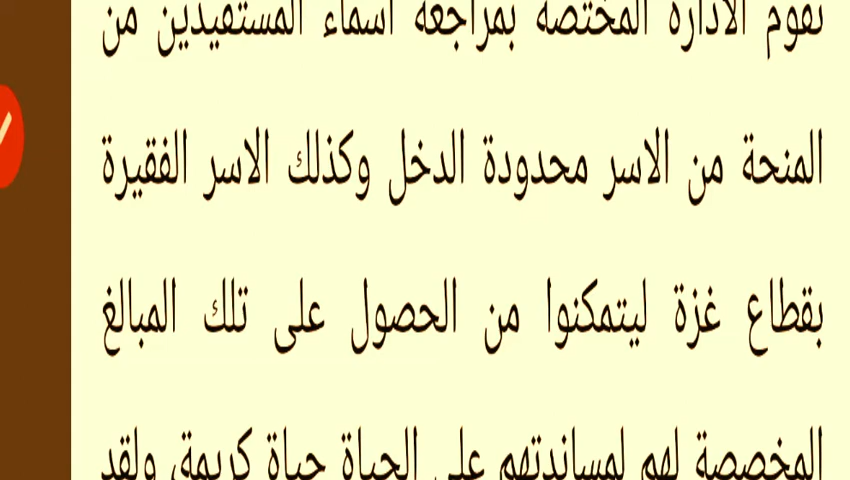 تقوم الادارة المختصة بمراجعة اسماء المستفيدين من
المنحة من الاسر محدودة الدخل وكذلك الاسر الفقيرة
بقطاع غزة ليتمكنوا من الحصول على تلك المبالغ
المخصصة لهم لمساندتهم على الحياة حياة كريمة، ولقد